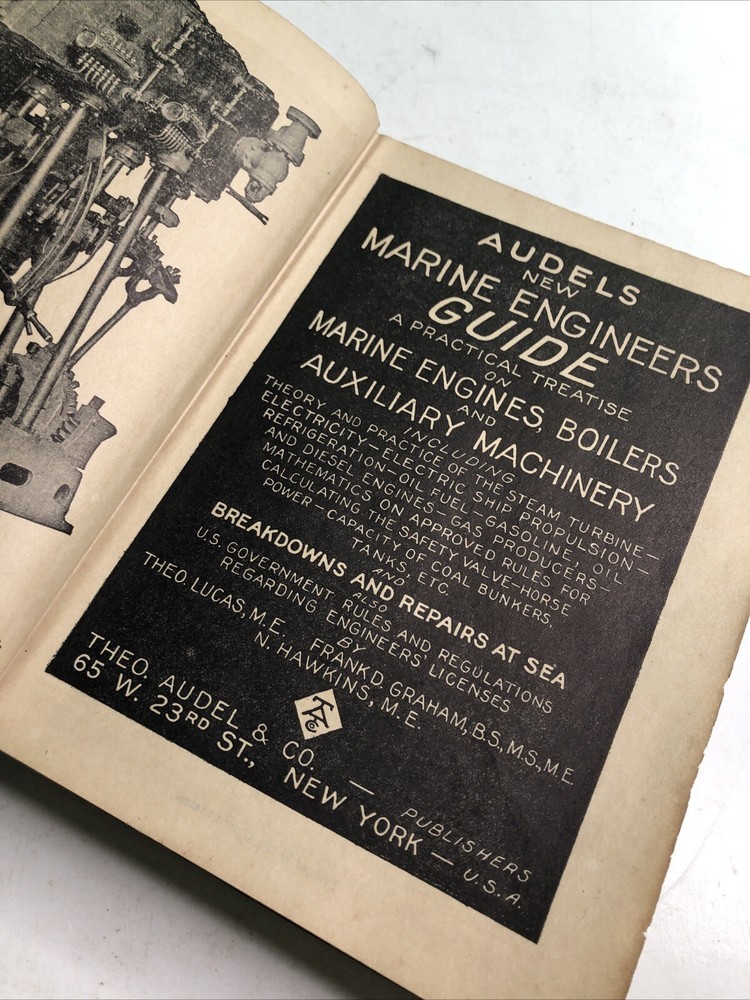 AUDELS
NEW
MARINE ENGINEERS
GUIDE
A PRACTICAL TREATISE
ON
MARINE ENGINES, BOILERS
AND
AUXILIARY MACHINERY
INCLUDING
THEORY AND PRACTICE OF THE STEAM TURBINE—
ELECTRICITY—ELECTRIC SHIP PROPULSION—
REFRIGERATION—OIL FUEL—GASOLINE, OIL
AND DIESEL ENGINES—GAS PRODUCERS—
MATHEMATICS ON APPROVED RULES FOR
CALCULATING THE SAFETY VALVE—HORSE
POWER—CAPACITY OF COAL BUNKERS,
TANKS, ETC.
AND
BREAKDOWNS AND REPAIRS AT SEA
ALSO
U.S. GOVERNMENT RULES AND REGULATIONS
REGARDING ENGINEERS' LICENSES
BY
THEO. LUCAS, M.E. FRANK D. GRAHAM, B.S., M.S., M.E.
N. HAWKINS, M.E.
THEO. AUDEL & CO. — PUBLISHERS
65 W. 23RD ST., NEW YORK — U.S.A.